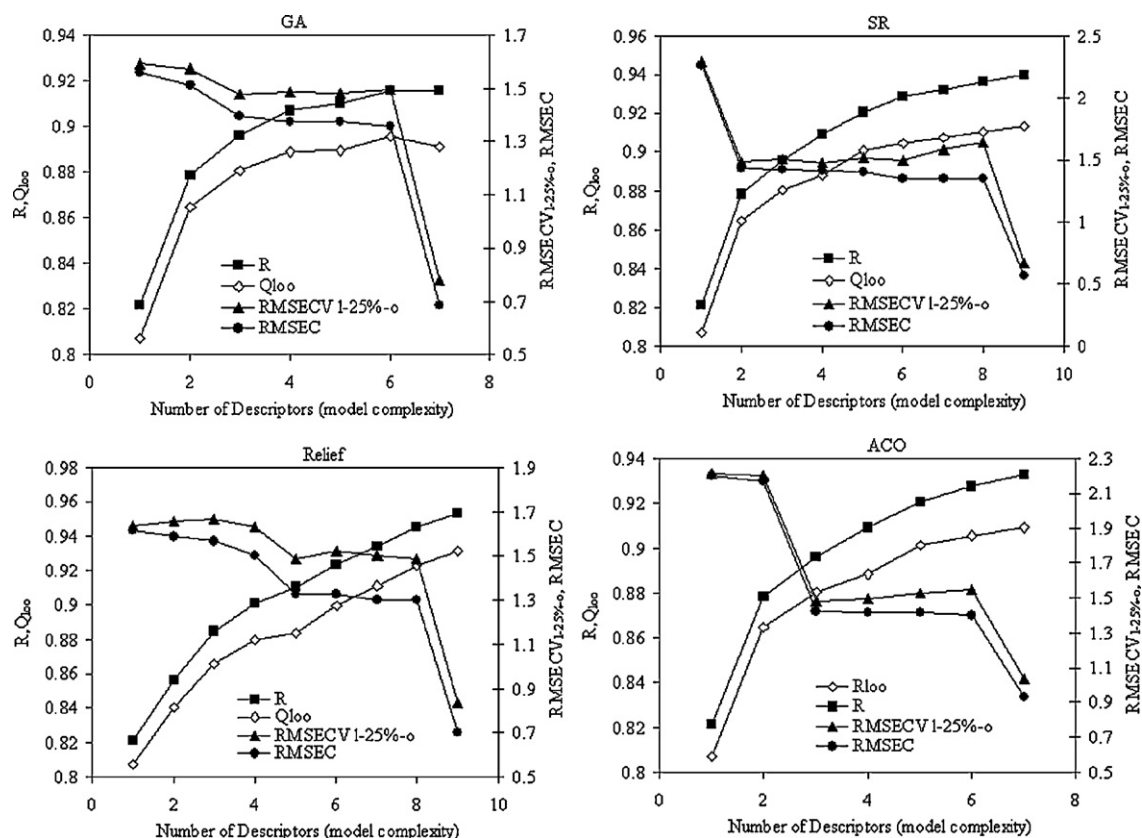 GA
0.94
0.92
0.9
0.88
0.86
0.84
0.82
0.8
R,Qloo
1.7
1.5
1.3
1.1
0.9
0.7
0.5
RMSECV1-25%-o, RMSEC
R
Qloo
RMSECV 1-25%-o
RMSEC
0 2 4 6 8
Number of Descriptors (model complexity)
SR
0.96
0.94
0.92
0.9
0.88
0.86
0.84
0.82
0.8
R,Qloo
2.5
2
1.5
1
0.5
0
RMSECV1-25%-o, RMSEC
R
Qloo
RMSECV 1-25%-o
RMSEC
0 2 4 6 8 10
Number of Descriptors (model complexity)
Relief
0.98
0.96
0.94
0.92
0.9
0.88
0.86
0.84
0.82
0.8
R,Qloo
1.9
1.7
1.5
1.3
1.1
0.9
0.7
0.5
RMSECV1-25%-o, RMSEC
R
Qloo
RMSECV 1-25%-o
RMSEC
0 2 4 6 8 10
Number of Descriptors (model complexity)
ACO
0.94
0.92
0.9
0.88
0.86
0.84
0.82
0.8
R,Qloo
2.3
2.1
1.9
1.7
1.5
1.3
1.1
0.9
0.7
0.5
RMSECV1-25%-o, RMSEC
Rloo
R
RMSECV 1-25%-o
RMSEC
0 2 4 6 8
Number of Descriptors (model complexity)